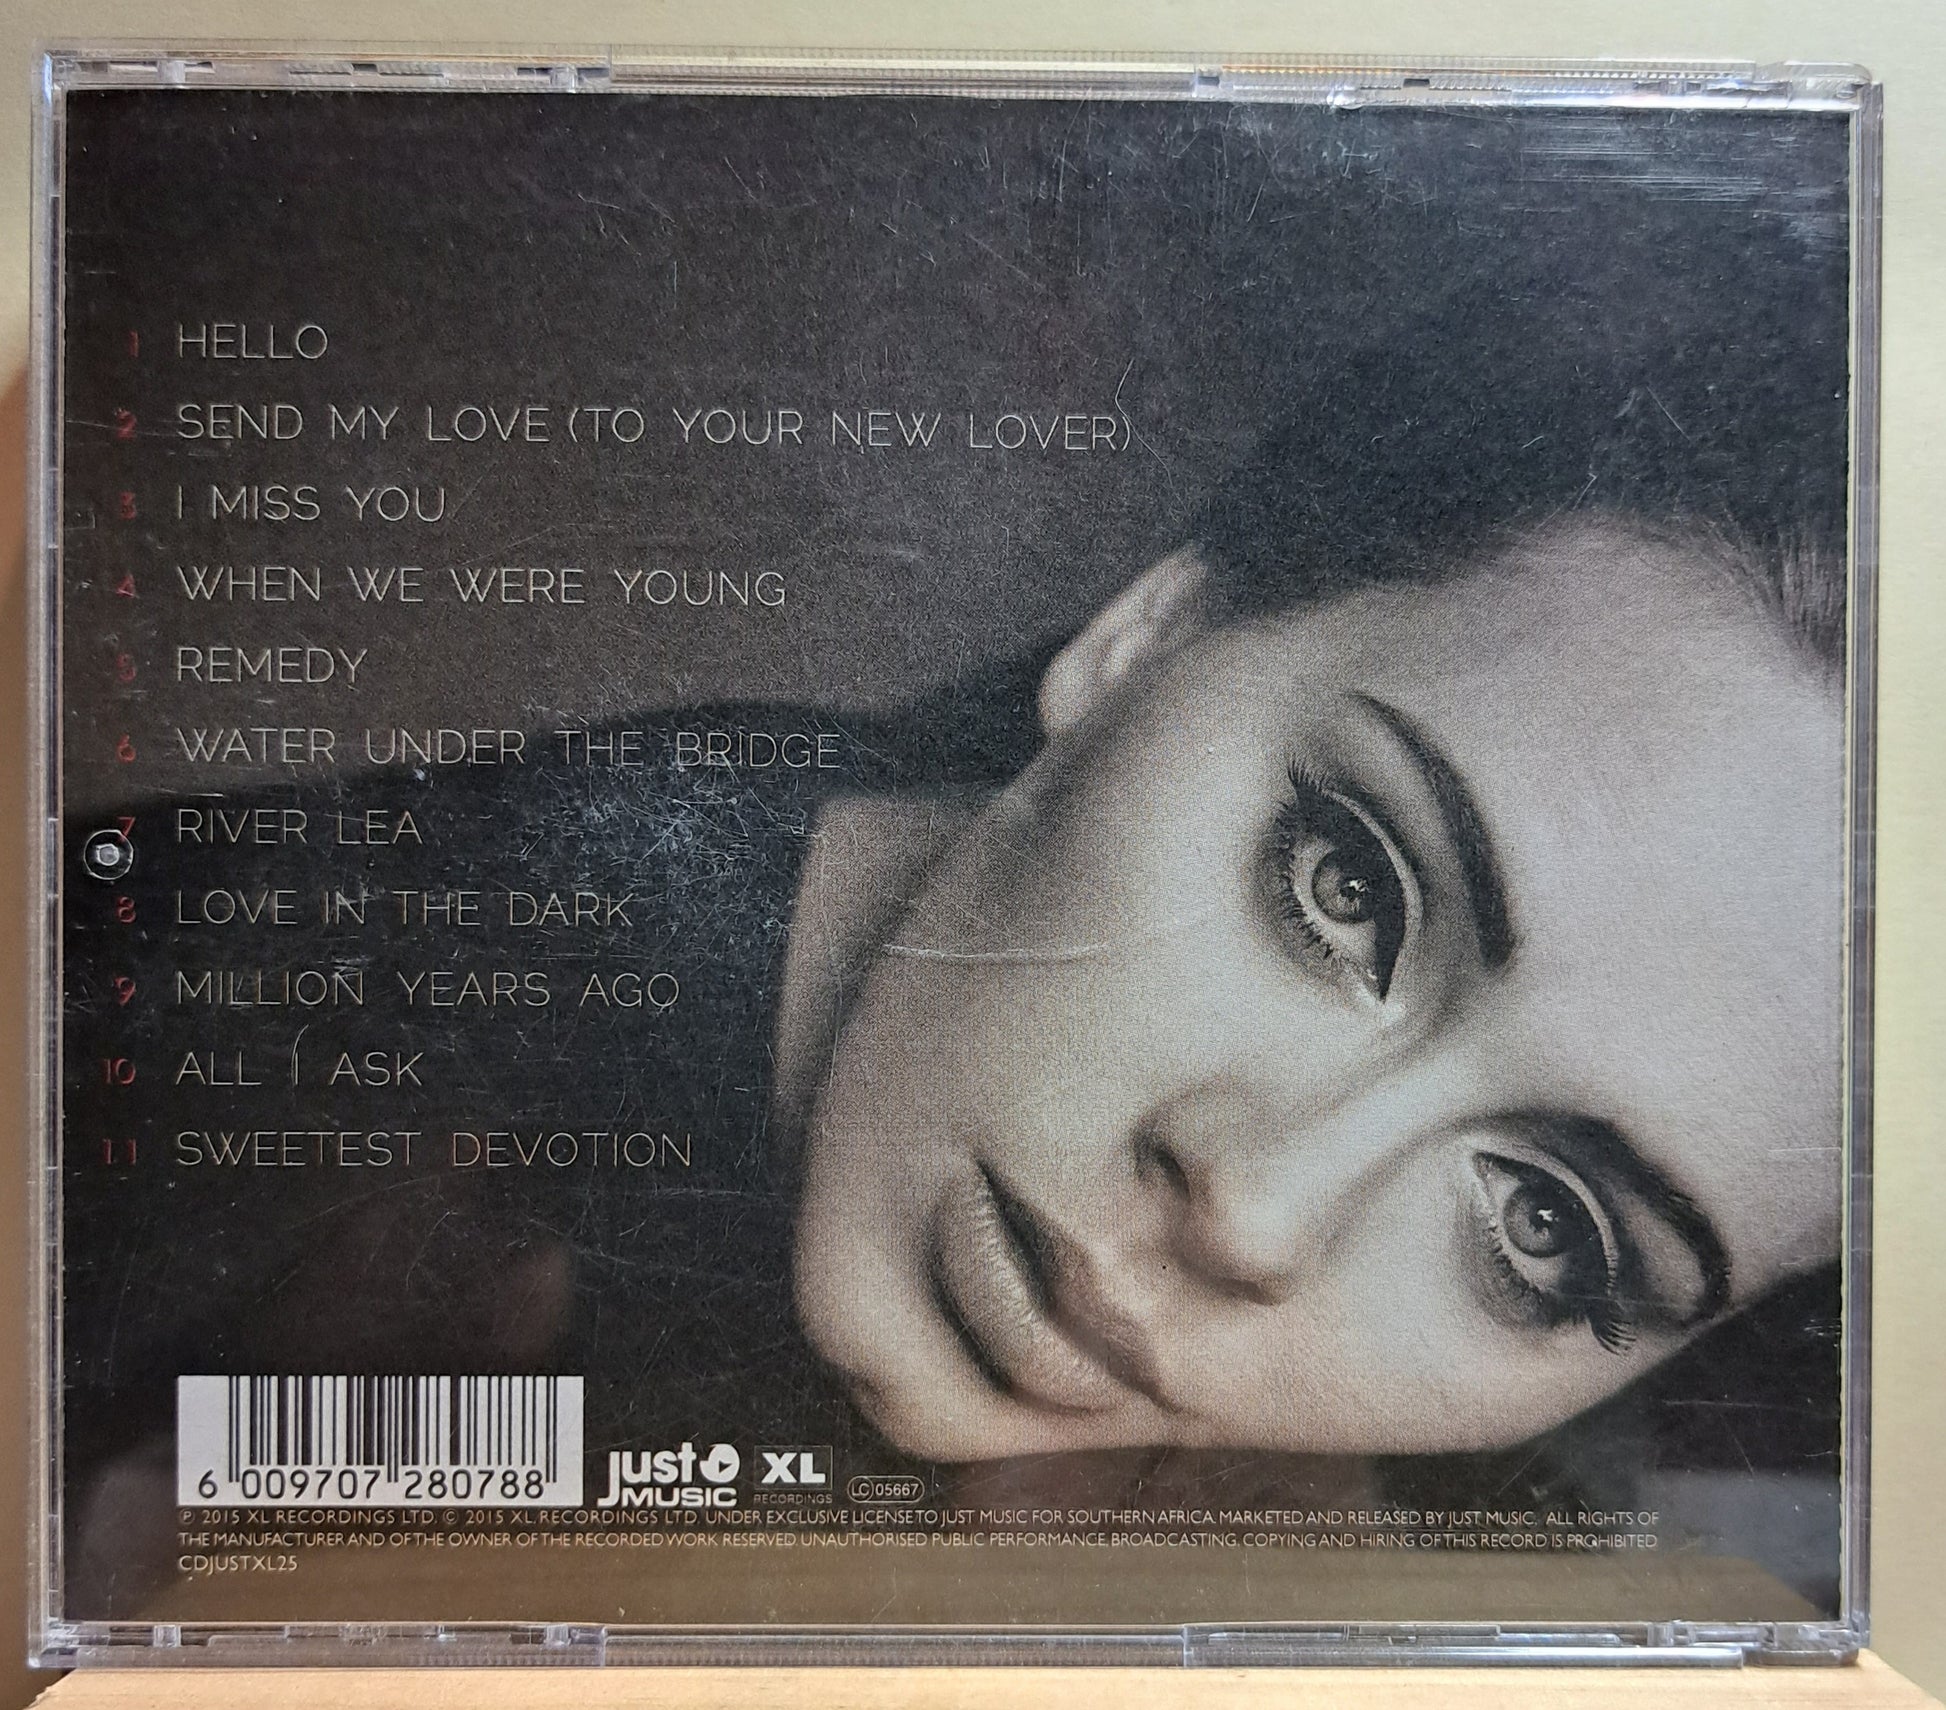 1 HELLO
2 SEND MY LOVE (TO YOUR NEW LOVER)
3 I MISS YOU
4 WHEN WE WERE YOUNG
5 REMEDY
6 WATER UNDER THE BRIDGE
7 RIVER LEA
8 LOVE IN THE DARK
9 MILLION YEARS AGO
10 ALL I ASK
11 SWEETEST DEVOTION
6 009707 280788
just MUSIC
XL RECORDINGS
LC 05667
℗ 2015 XL RECORDINGS LTD. © 2015 XL RECORDINGS LTD. UNDER EXCLUSIVE LICENSE TO JUST MUSIC FOR SOUTHERN AFRICA. MARKETED AND RELEASED BY JUST MUSIC. ALL RIGHTS OF
THE MANUFACTURER AND OF THE OWNER OF THE RECORDED WORK RESERVED. UNAUTHORISED PUBLIC PERFORMANCE, BROADCASTING. COPYING AND HIRING OF THIS RECORD IS PROHIBITED
CDJUSTXL25